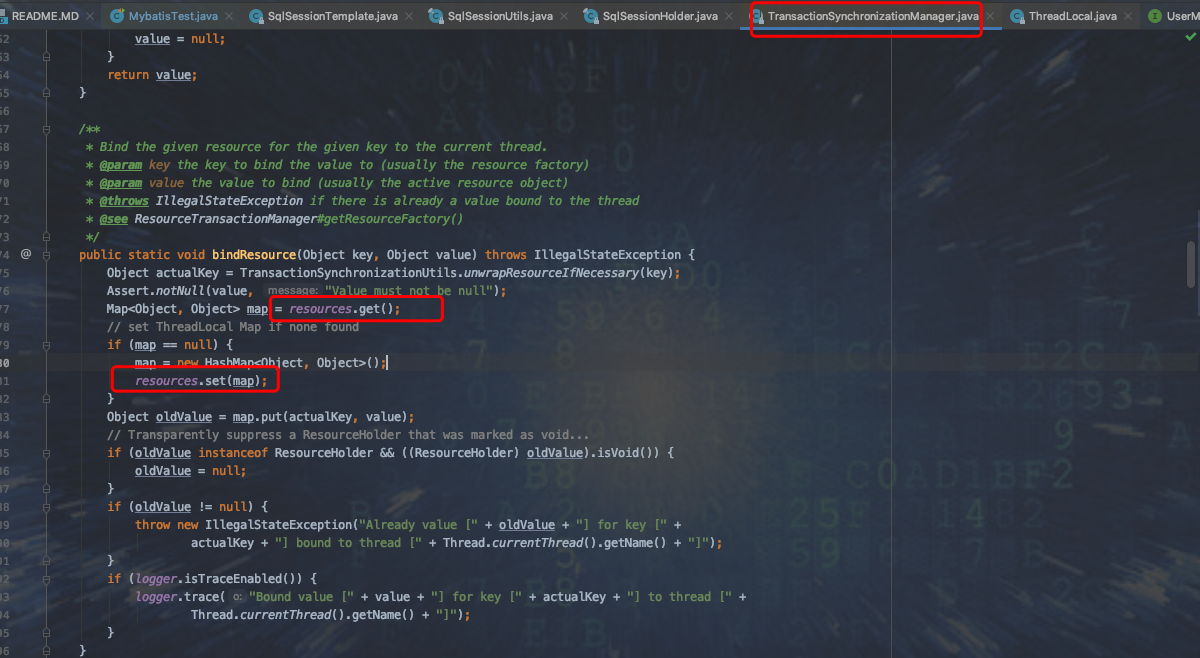 README.MD MybatisTest.java SqlSessionTemplate.java SqlSessionUtils.java SqlSessionHolder.java TransactionSynchronizationManager.java ThreadLocal.java UserM
52 value = null;
53 }
54 return value;
55 }
56
57 /**
58 * Bind the given resource for the given key to the current thread.
59 * @param key the key to bind the value to (usually the resource factory)
70 * @param value the value to bind (usually the active resource object)
71 * @throws IllegalStateException if there is already a value bound to the thread
72 * @see ResourceTransactionManager#getResourceFactory()
73 */
74 @ public static void bindResource(Object key, Object value) throws IllegalStateException {
75 Object actualKey = TransactionSynchronizationUtils.unwrapResourceIfNecessary(key);
76 Assert.notNull(value, message: "Value must not be null");
77 Map<Object, Object> map = resources.get();
78 // set ThreadLocal Map if none found
79 if (map == null) {
80 map = new HashMap<Object, Object>();
81 resources.set(map);
82 }
83 Object oldValue = map.put(actualKey, value);
84 // Transparently suppress a ResourceHolder that was marked as void...
85 if (oldValue instanceof ResourceHolder && ((ResourceHolder) oldValue).isVoid()) {
86 oldValue = null;
87 }
88 if (oldValue != null) {
89 throw new IllegalStateException("Already value [" + oldValue + "] for key [" +
90 actualKey + "] bound to thread [" + Thread.currentThread().getName() + "]");
91 }
92 if (logger.isTraceEnabled()) {
93 logger.trace( o: "Bound value [" + value + "] for key [" + actualKey + "] to thread [" +
94 Thread.currentThread().getName() + "]");
95 }
96 }